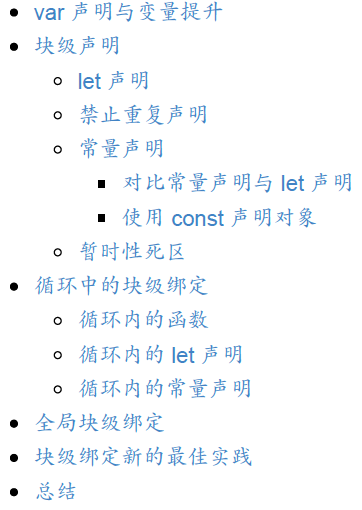 var 声明与变量提升
块级声明
let 声明
禁止重复声明
常量声明
对比常量声明与 let 声明
使用 const 声明对象
暂时性死区
循环中的块级绑定
循环内的函数
循环内的 let 声明
循环内的常量声明
全局块级绑定
块级绑定新的最佳实践
总结